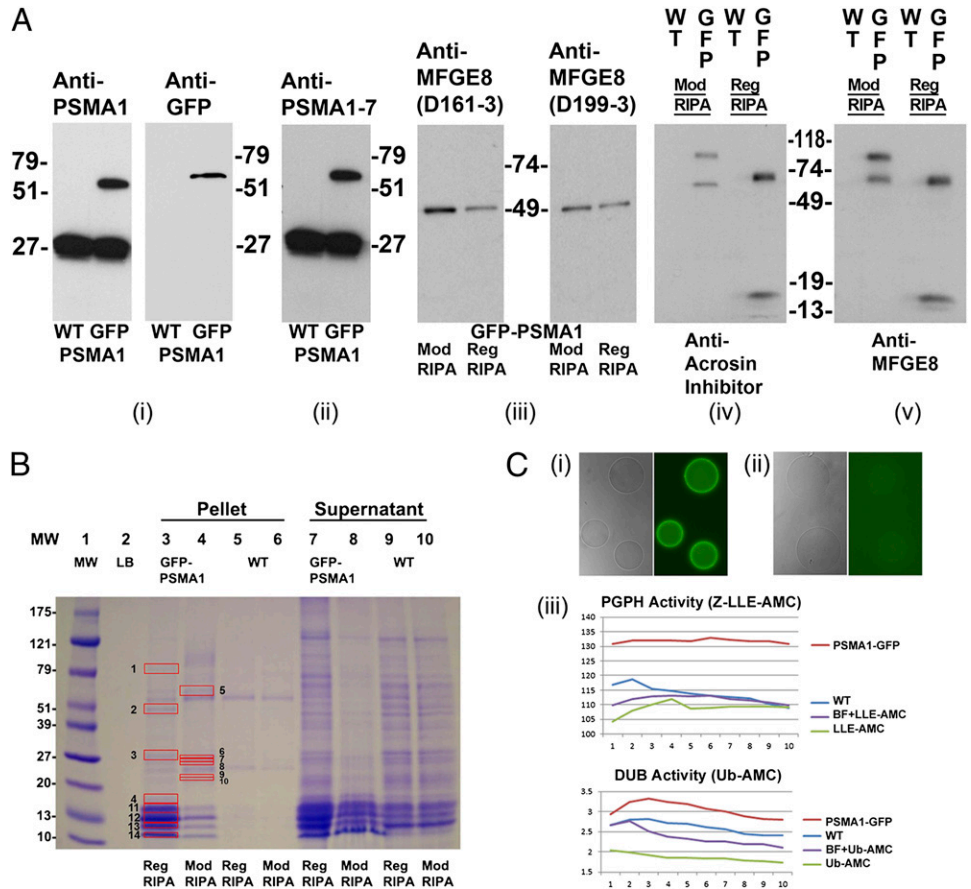 A
Anti-
PSMA1
Anti-
GFP
Anti-
PSMA1-7
Anti-
MFGE8
(D161-3)
Anti-
MFGE8
(D199-3)
W G W G
T F T F
P P
Mod Reg
RIPA RIPA
W G W G
T F T F
P P
Mod Reg
RIPA RIPA
79-
51-
27-
-79
-51
-27
-79
-51
-27
-74-
-49-
-118-
-74-
-49-
-19-
-13-
WT GFP
PSMA1
WT GFP
PSMA1
WT GFP
PSMA1
GFP-PSMA1
Mod Reg
RIPA RIPA
Mod Reg
RIPA RIPA
Anti-
Acrosin
Inhibitor
Anti-
MFGE8
(i) (ii) (iii) (iv) (v)
B
Pellet Supernatant
MW 1 2 3 4 5 6 7 8 9 10
MW LB GFP-
PSMA1 WT GFP-
PSMA1 WT
175-
121-
79-
51-
39-
27-
20-
13-
10-
1
2
3
4
11
12
13
14
5
6
7
8
9
10
Reg Mod Reg Mod Reg Mod Reg Mod
RIPA RIPA RIPA RIPA RIPA RIPA RIPA RIPA
C
(i) (ii)
(iii)
PGPH Activity (Z-LLE-AMC)
140
135
130
125
120
115
110
105
100
1 2 3 4 5 6 7 8 9 10
PSMA1-GFP
WT
BF+LLE-AMC
LLE-AMC
DUB Activity (Ub-AMC)
3.5
3
2.5
2
1.5
1 2 3 4 5 6 7 8 9 10
PSMA1-GFP
WT
BF+Ub-AMC
Ub-AMC